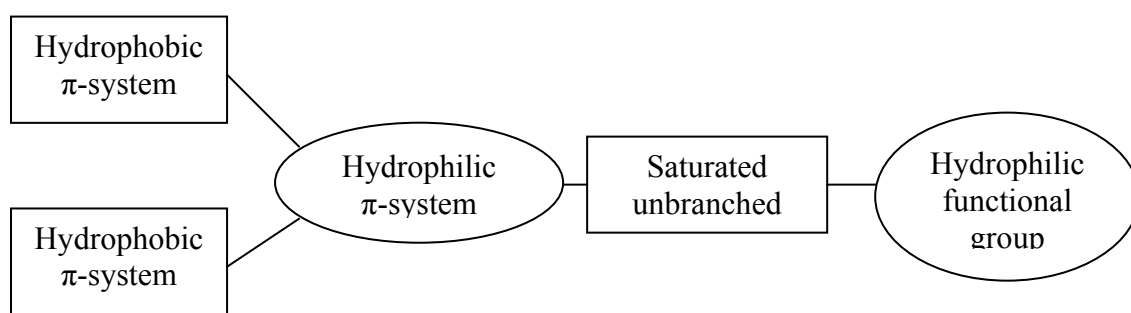 Hydrophobic
π-system
Hydrophilic
π-system
Saturated
unbranched
Hydrophilic
functional
group
Hydrophobic
π-system